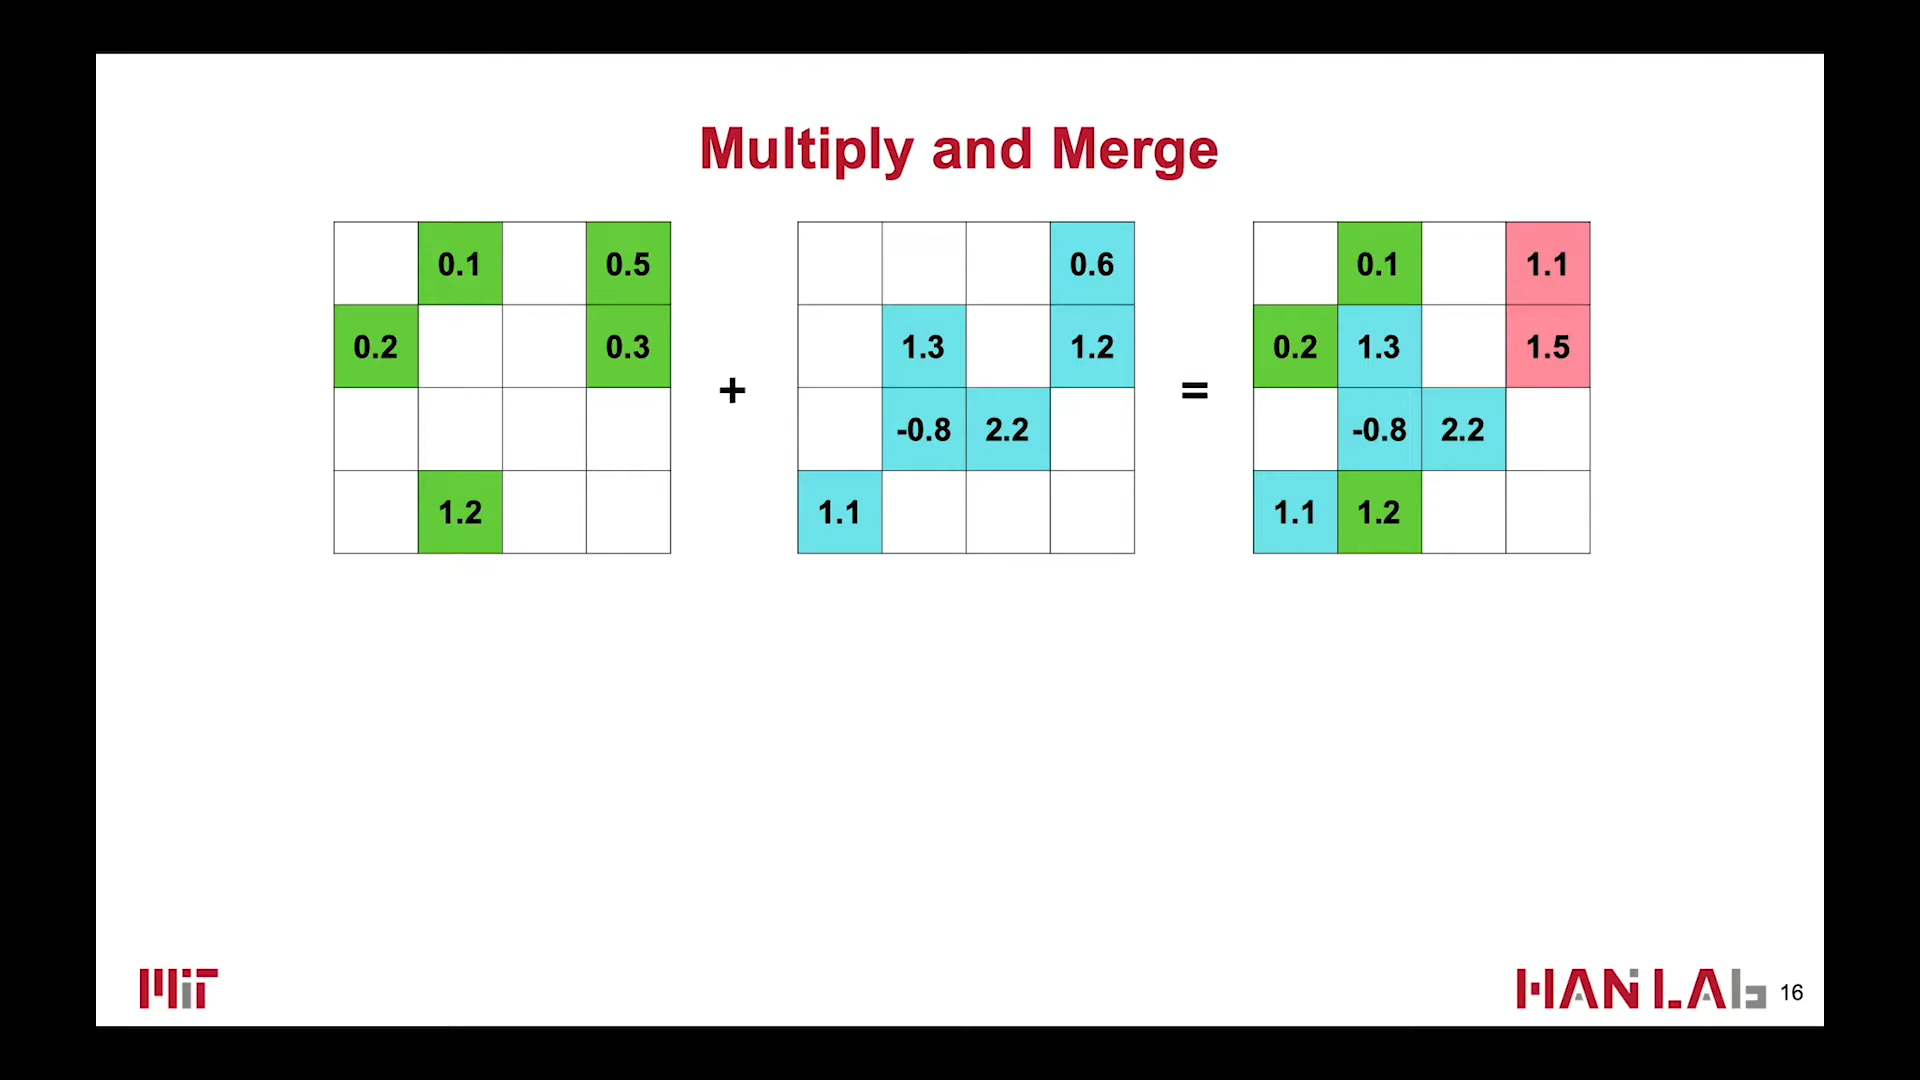 Multiply and Merge
0.1 0.5 0.6 0.1 1.1
0.2 0.3 1.3 1.2 0.2 1.3 1.5
+ =
-0.8 2.2 -0.8 2.2
1.2 1.1 1.1 1.2
MIT HAN LAb 16